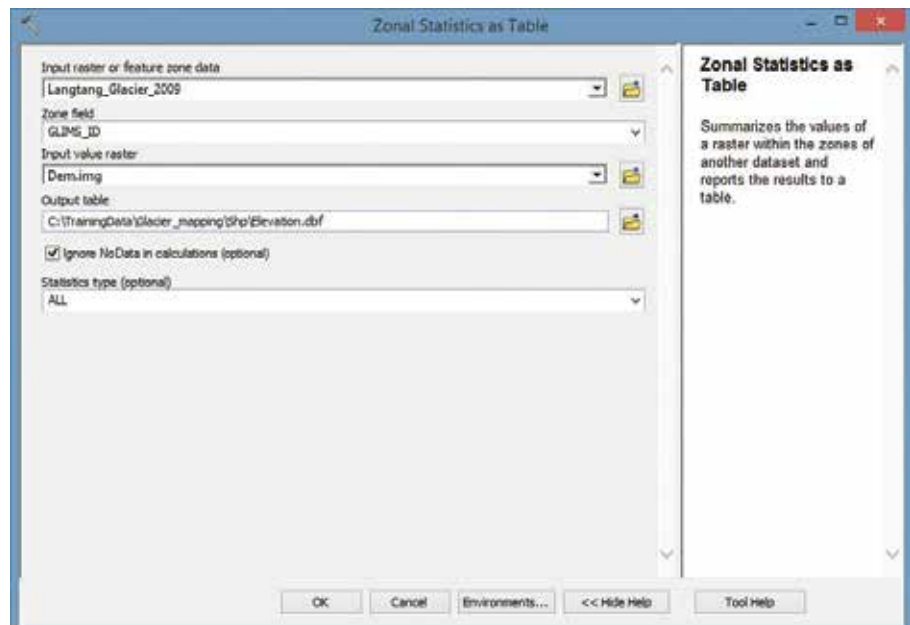 Zonal Statistics as Table
Input raster or feature zone data
Langtang_Glacier_2009
Zone field
GLIMS_ID
Input value raster
Dem.img
Output table
C:\TrainingData\Glacier_mapping\Shp\Elevation.dbf
Ignore NoData in calculations (optional)
Statistics type (optional)
ALL
OK
Cancel
Environments...
<< Hide Help
Zonal Statistics as
Table
Summarizes the values of
a raster within the zones of
another dataset and
reports the results to a
table.
Tool Help